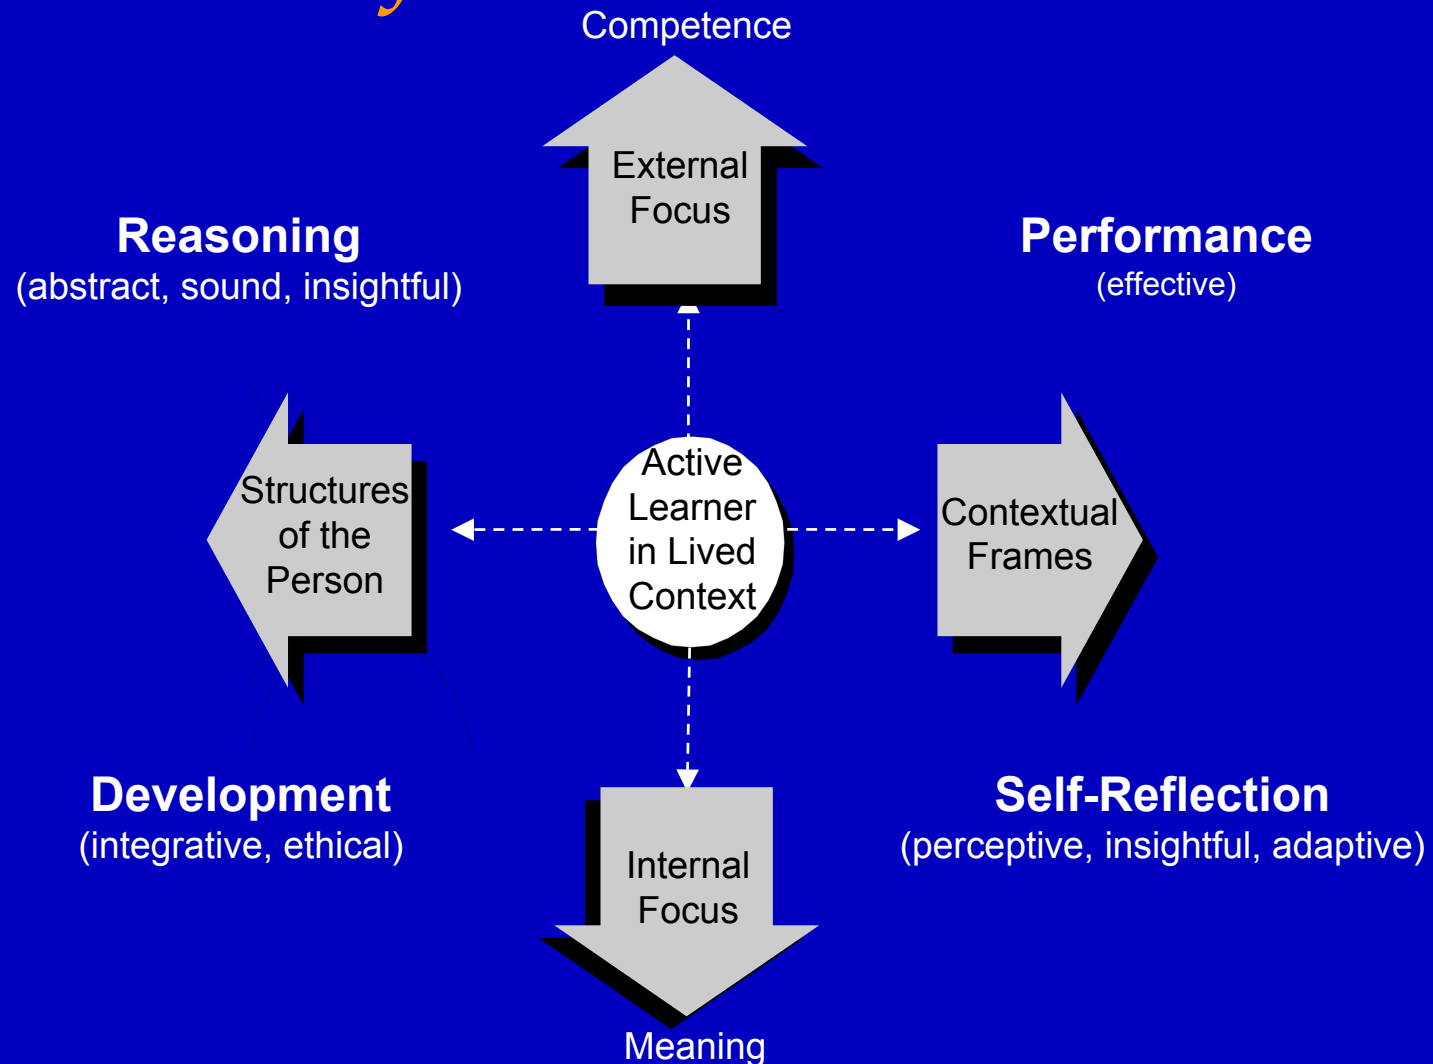 Competence
External
Focus
Reasoning
(abstract, sound, insightful)
Performance
(effective)
Structures
of the
Person
Active
Learner
in Lived
Context
Contextual
Frames
Development
(integrative, ethical)
Self-Reflection
(perceptive, insightful, adaptive)
Internal
Focus
Meaning